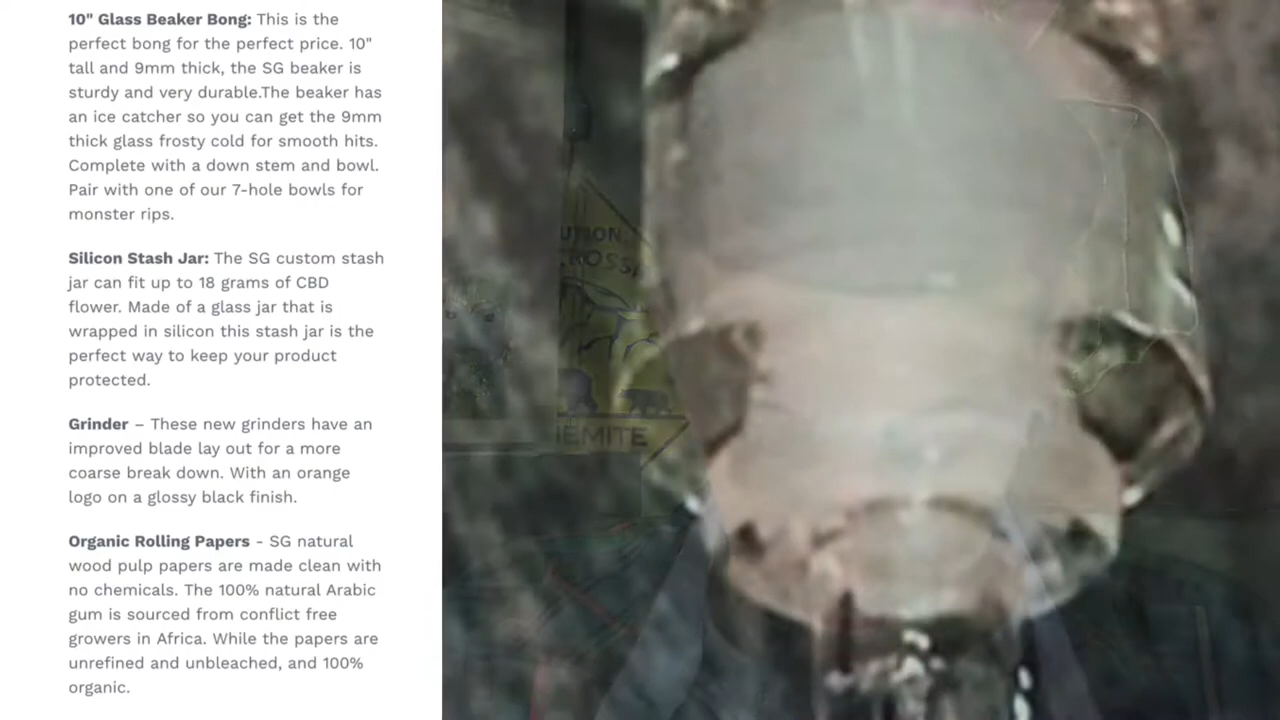 10" Glass Beaker Bong: This is the
perfect bong for the perfect price. 10"
tall and 9mm thick, the SG beaker is
sturdy and very durable.The beaker has
an ice catcher so you can get the 9mm
thick glass frosty cold for smooth hits.
Complete with a down stem and bowl.
Pair with one of our 7-hole bowls for
monster rips.
Silicon Stash Jar: The SG custom stash
jar can fit up to 18 grams of CBD
flower. Made of a glass jar that is
wrapped in silicon this stash jar is the
perfect way to keep your product
protected.
Grinder – These new grinders have an
improved blade lay out for a more
coarse break down. With an orange
logo on a glossy black finish.
Organic Rolling Papers - SG natural
wood pulp papers are made clean with
no chemicals. The 100% natural Arabic
gum is sourced from conflict free
growers in Africa. While the papers are
unrefined and unbleached, and 100%
organic.